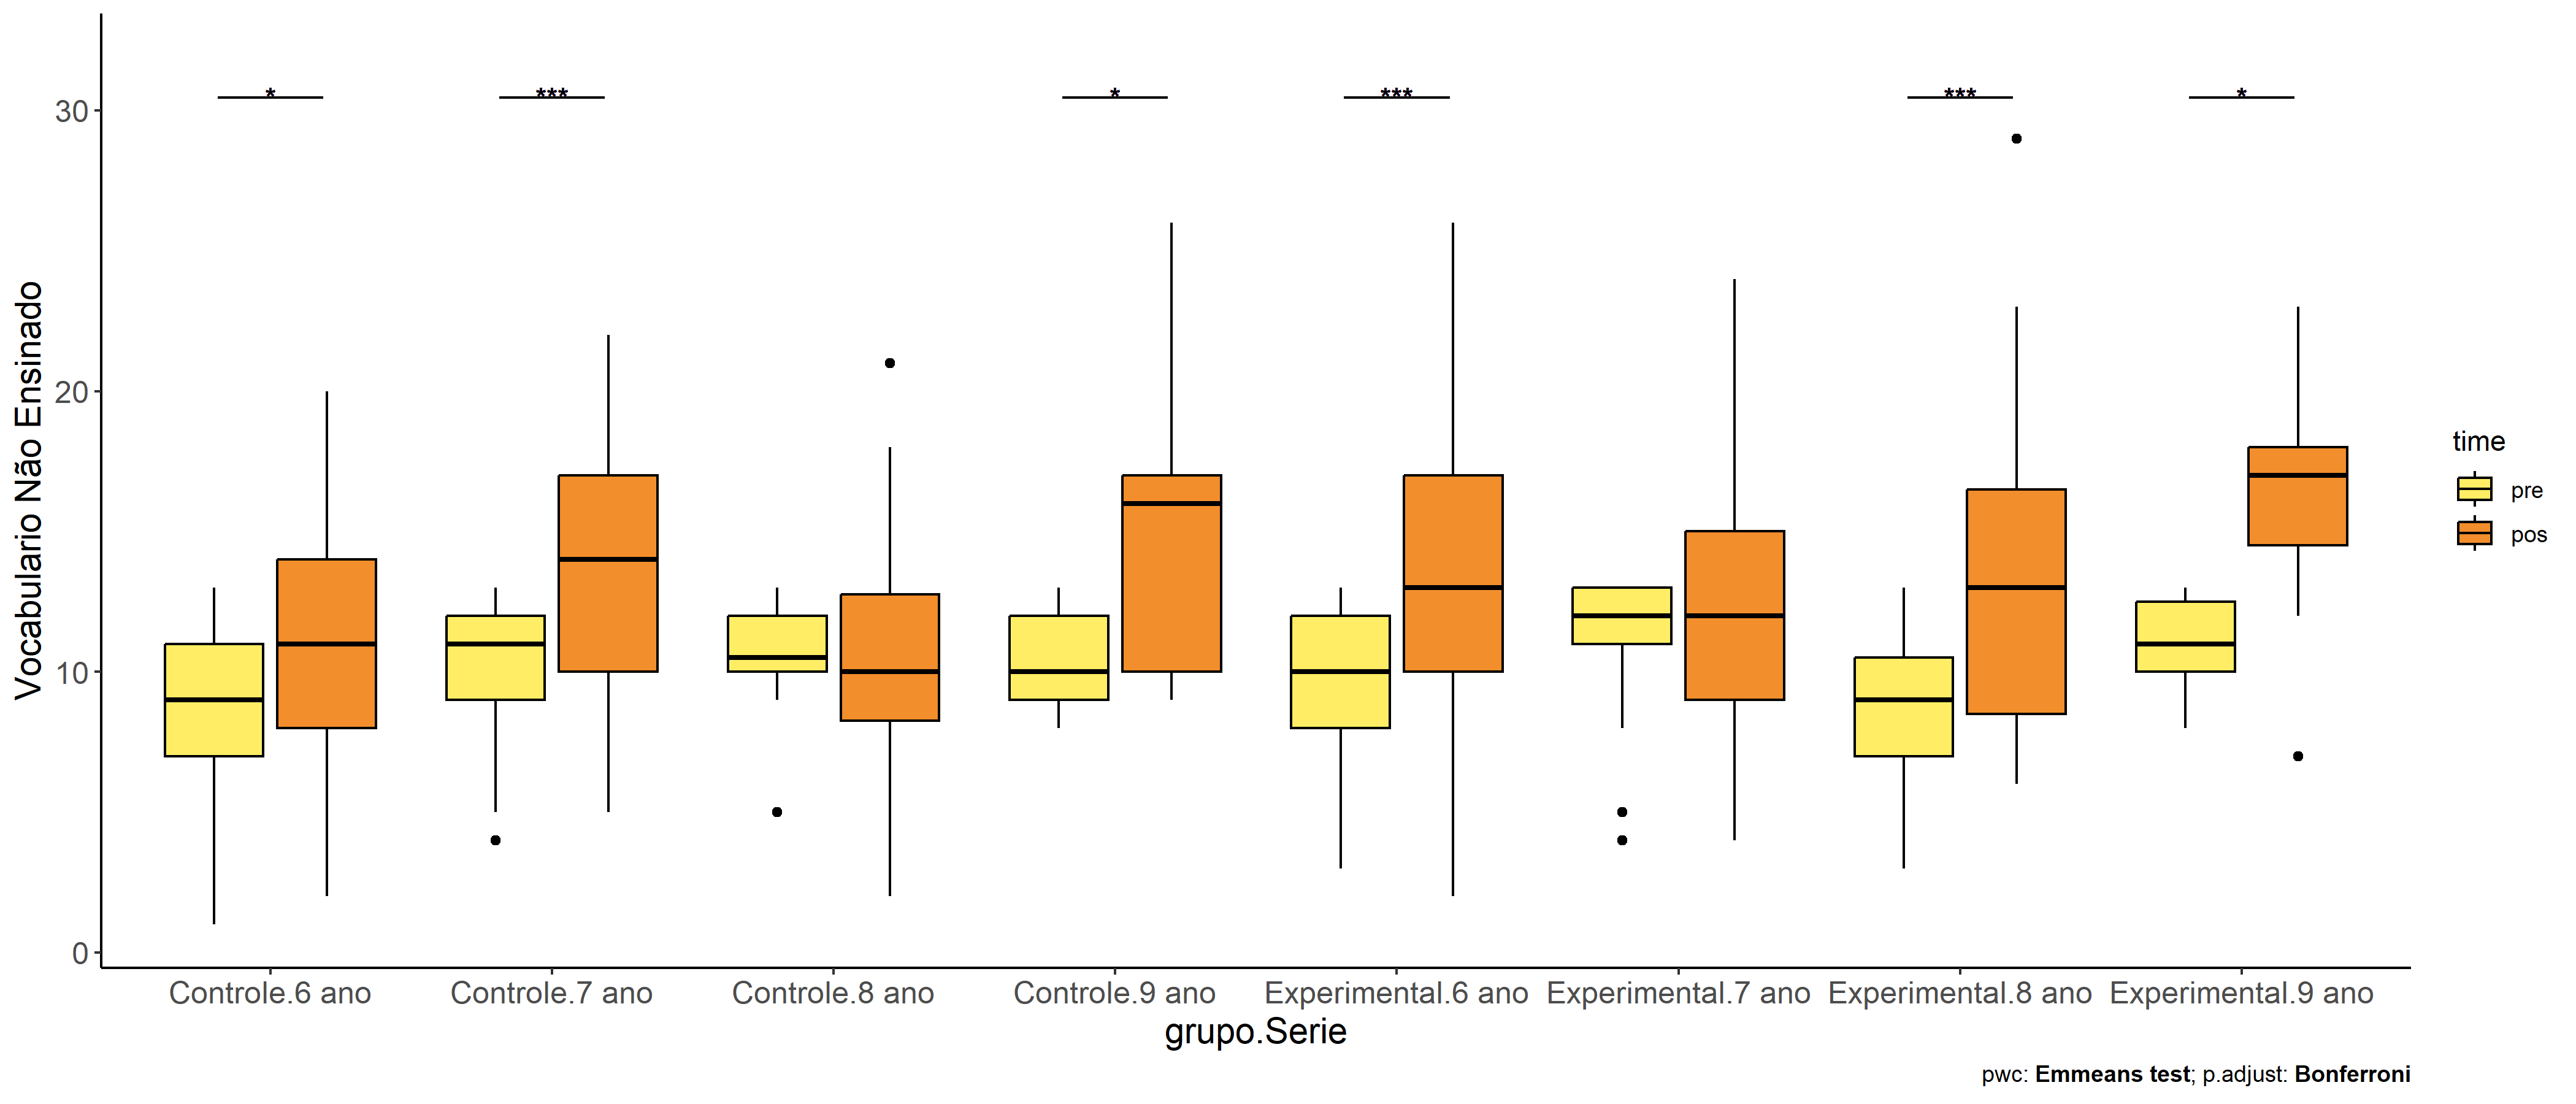 * *** * *** *** *
30
20
10
0
Vocabulario Não Ensinado
Controle.6 ano Controle.7 ano Controle.8 ano Controle.9 ano Experimental.6 ano Experimental.7 ano Experimental.8 ano Experimental.9 ano
grupo.Serie
time
pre
pos
pwc: Emmeans test; p.adjust: Bonferroni